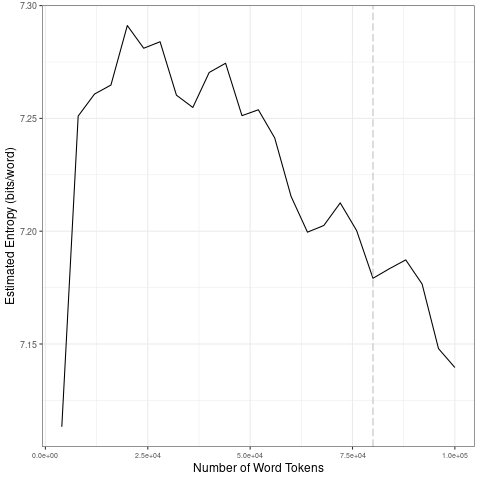 7.30
7.25
7.20
7.15
Estimated Entropy (bits/word)
0.0e+00 2.5e+04 5.0e+04 7.5e+04 1.0e+05
Number of Word Tokens